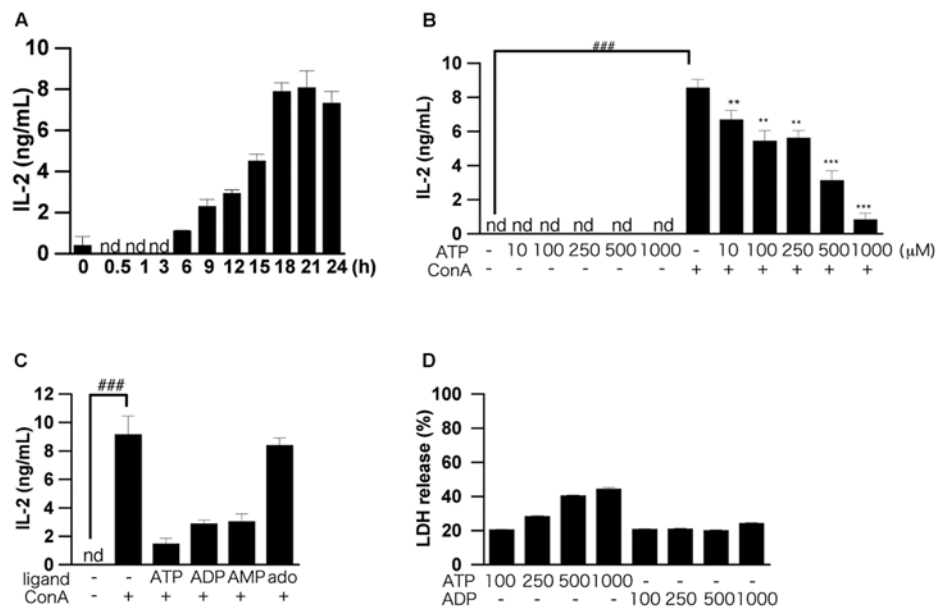 A
IL-2 (ng/mL)
10
8
6
4
2
0
nd nd nd
0 0.5 1 3 6 9 12 15 18 21 24 (h)
B
IL-2 (ng/mL)
10
8
6
4
2
0
###
** ** ** *** ***
nd nd nd nd nd nd
ATP - 10 100 250 500 1000 - 10 100 250 500 1000 (μM)
ConA - - - - - - + + + + + +
C
IL-2 (ng/mL)
12
10
8
6
4
2
0
###
nd
ligand - - ATP ADP AMP ado
ConA - + + + + +
D
LDH release (%)
100
80
60
40
20
0
ATP 100 250 500 1000 - - - -
ADP - - - - 100 250 500 1000